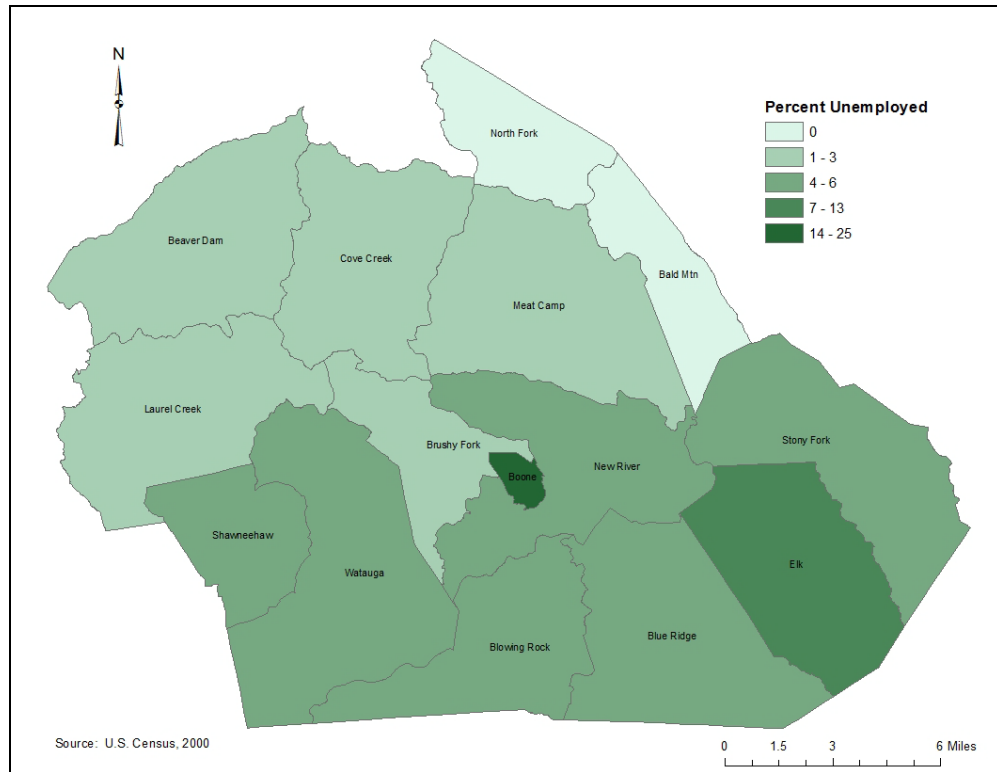 N
North Fork
Percent Unemployed
0
1 - 3
4 - 6
7 - 13
14 - 25
Beaver Dam
Cove Creek
Bald Mtn
Meat Camp
Laurel Creek
Brushy Fork
Stony Fork
New River
Boone
Shawneehaw
Watauga
Elk
Blue Ridge
Blowing Rock
Source: U.S. Census, 2000
0 1.5 3 6 Miles